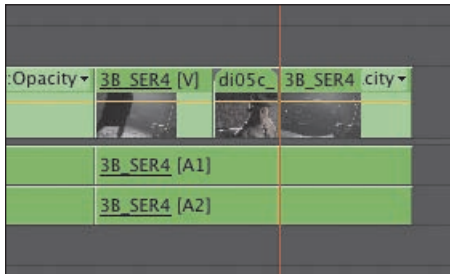 :Opacity 3B_SER4 [V] di05c_ 3B_SER4 .city
3B_SER4 [A1]
3B_SER4 [A2]